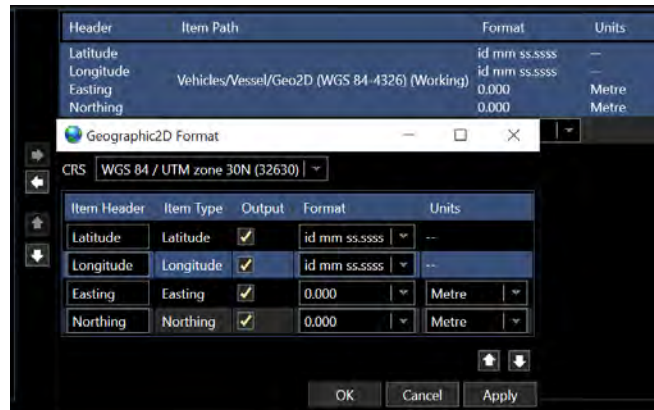 Header Item Path Format Units
Latitude id mm ss.ssss --
Longitude id mm ss.ssss --
Vehicles/Vessel/Geo2D (WGS 84-4326) (Working)
Easting 0.000 Metre
Northing 0.000 Metre
Geographic2D Format
CRS WGS 84 / UTM zone 30N (32630)
Item Header Item Type Output Format Units
Latitude Latitude id mm ss.ssss --
Longitude Longitude id mm ss.ssss --
Easting Easting 0.000 Metre
Northing Northing 0.000 Metre
OK Cancel Apply